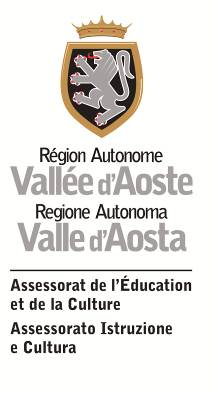 Région Autonome
Vallée d'Aoste
Regione Autonoma
Valle d'Aosta
Assessorat de l'Éducation
et de la Culture
Assessorato Istruzione
e Cultura